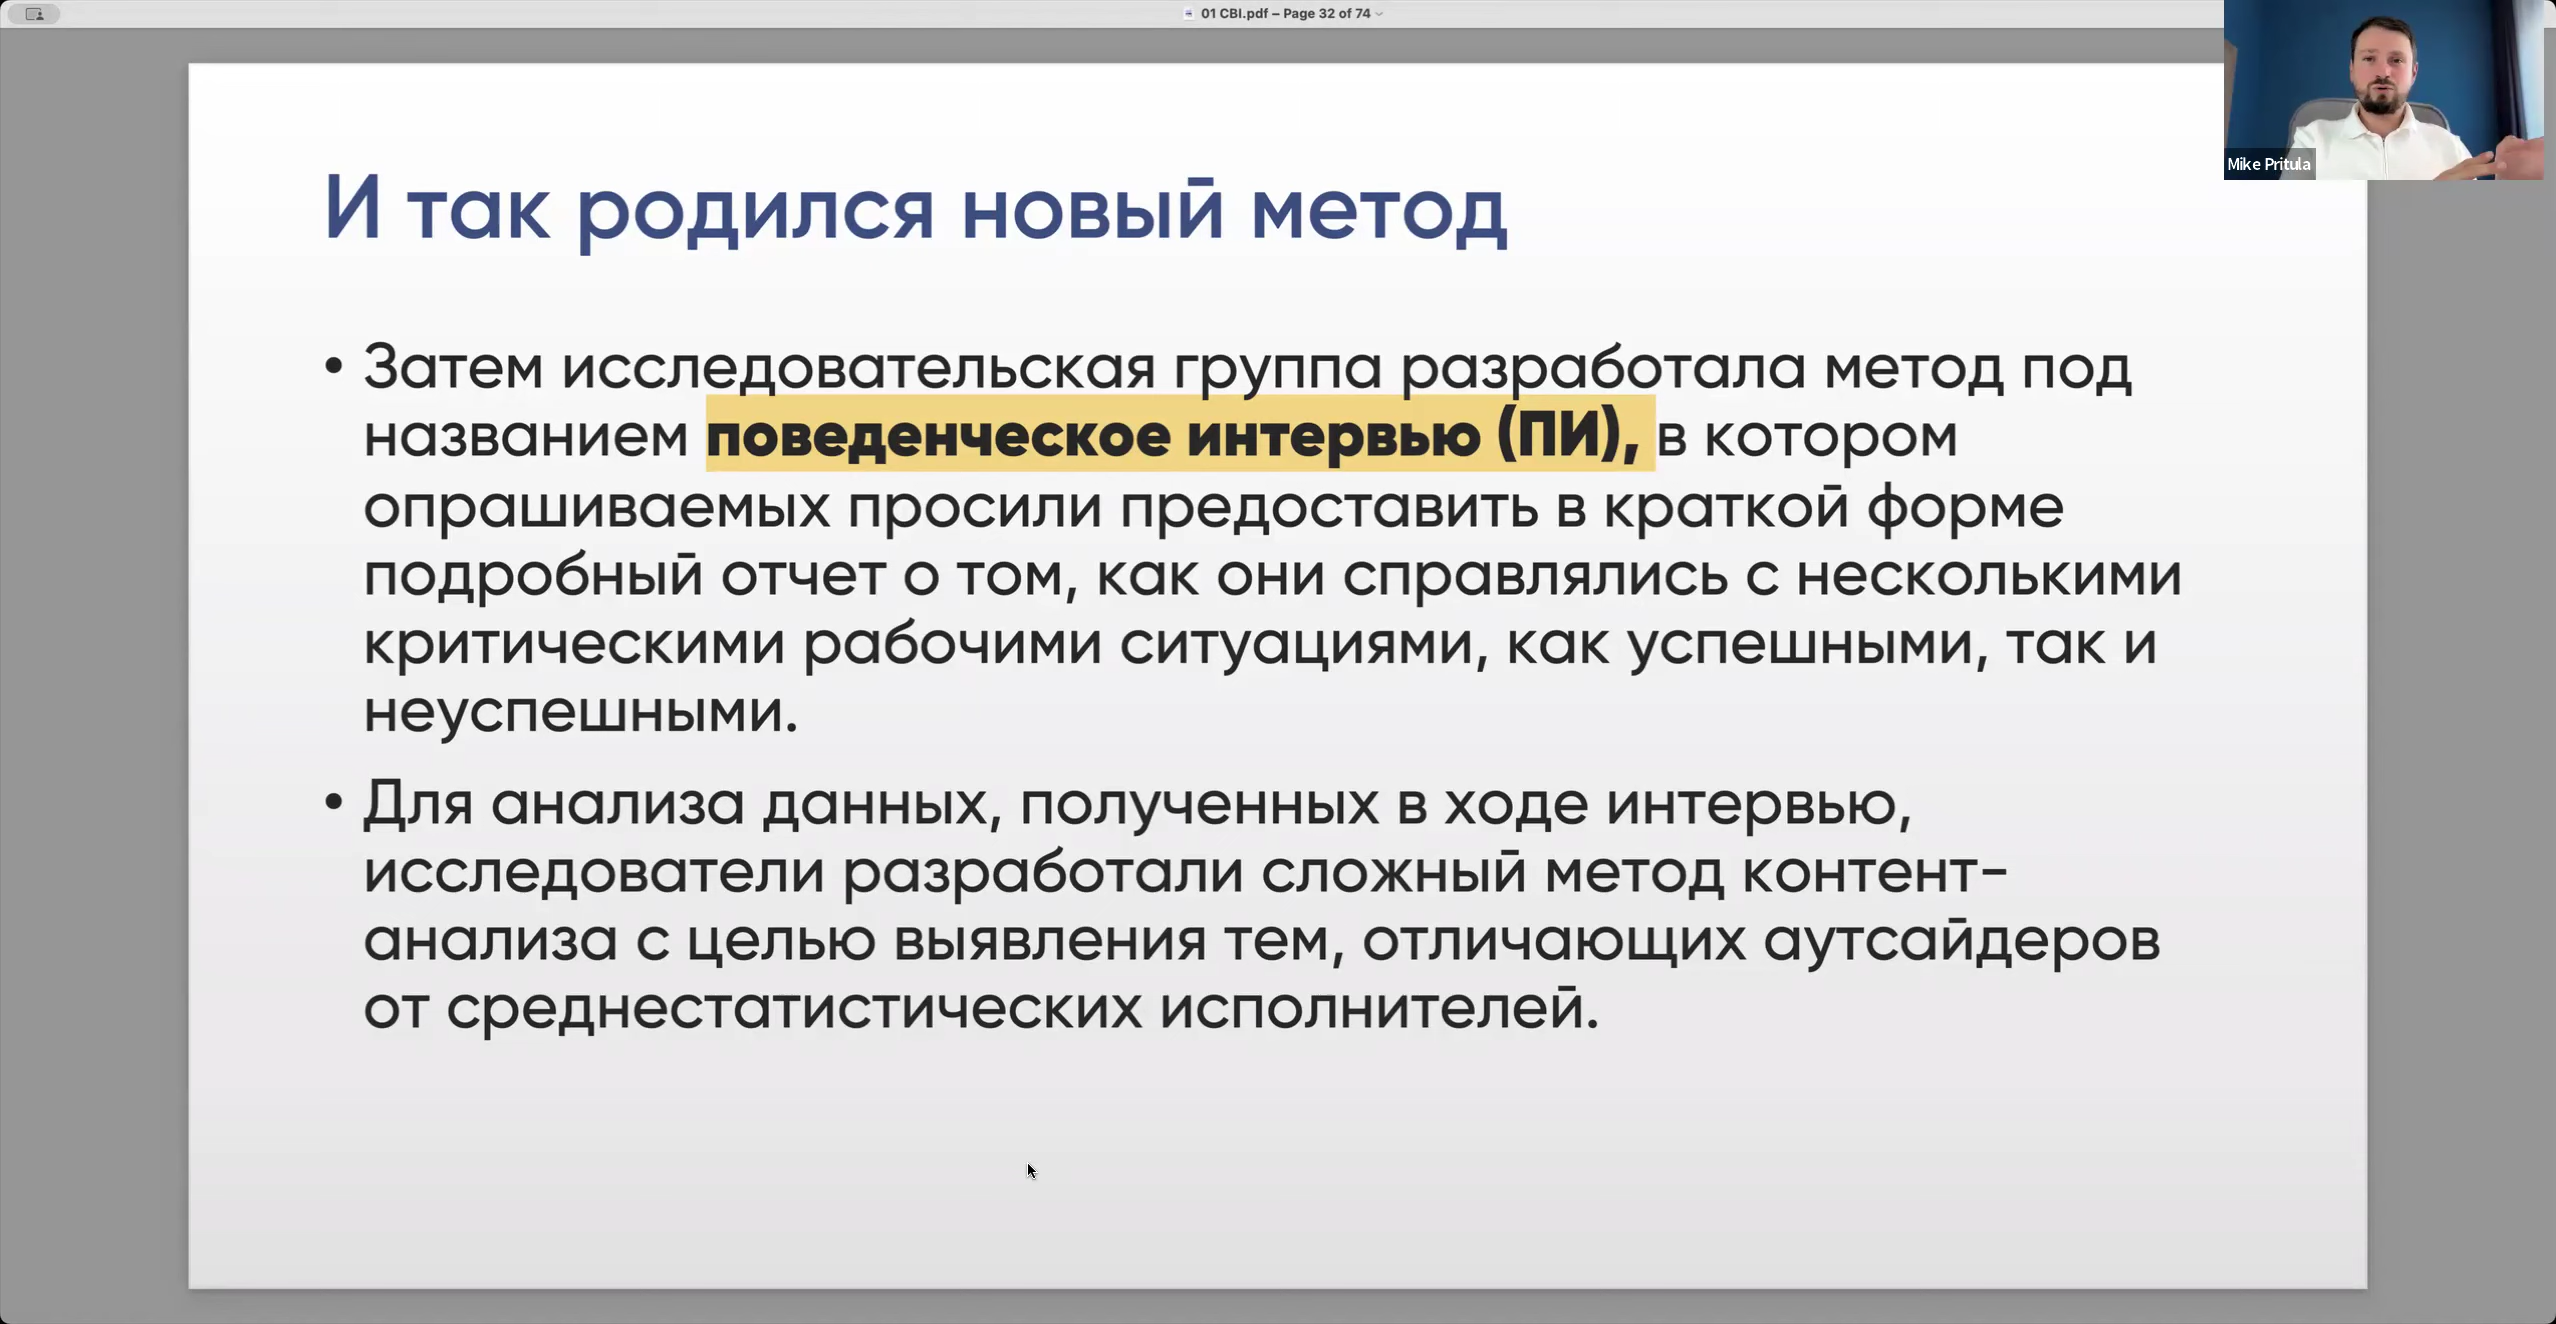 01 CBI.pdf – Page 32 of 74
Mike Pritula
И так родился новый метод
• Затем исследовательская группа разработала метод под
названием поведенческое интервью (ПИ), в котором
опрашиваемых просили предоставить в краткой форме
подробный отчет о том, как они справлялись с несколькими
критическими рабочими ситуациями, как успешными, так и
неуспешными.
• Для анализа данных, полученных в ходе интервью,
исследователи разработали сложный метод контент-
анализа с целью выявления тем, отличающих аутсайдеров
от среднестатистических исполнителей.